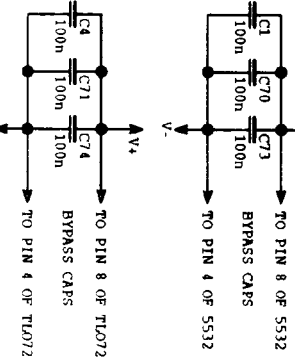 C1
100n
C70
100n
C73
100n
V-
TO PIN 8 OF 5532
BYPASS CAPS
TO PIN 4 OF 5532
C4
100n
C71
100n
C74
100n
V+
TO PIN 8 OF TL072
BYPASS CAPS
TO PIN 4 OF TL072